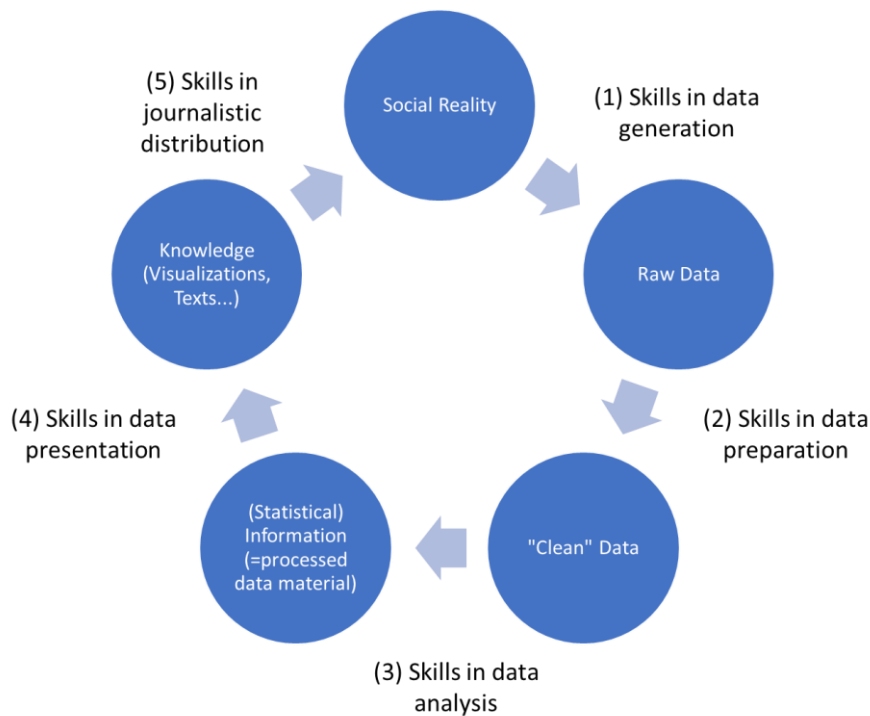 Social Reality
(1) Skills in data
generation
Raw Data
(2) Skills in data
preparation
"Clean" Data
(3) Skills in data
analysis
(Statistical)
Information
(=processed
data material)
(4) Skills in data
presentation
Knowledge
(Visualizations,
Texts...)
(5) Skills in
journalistic
distribution